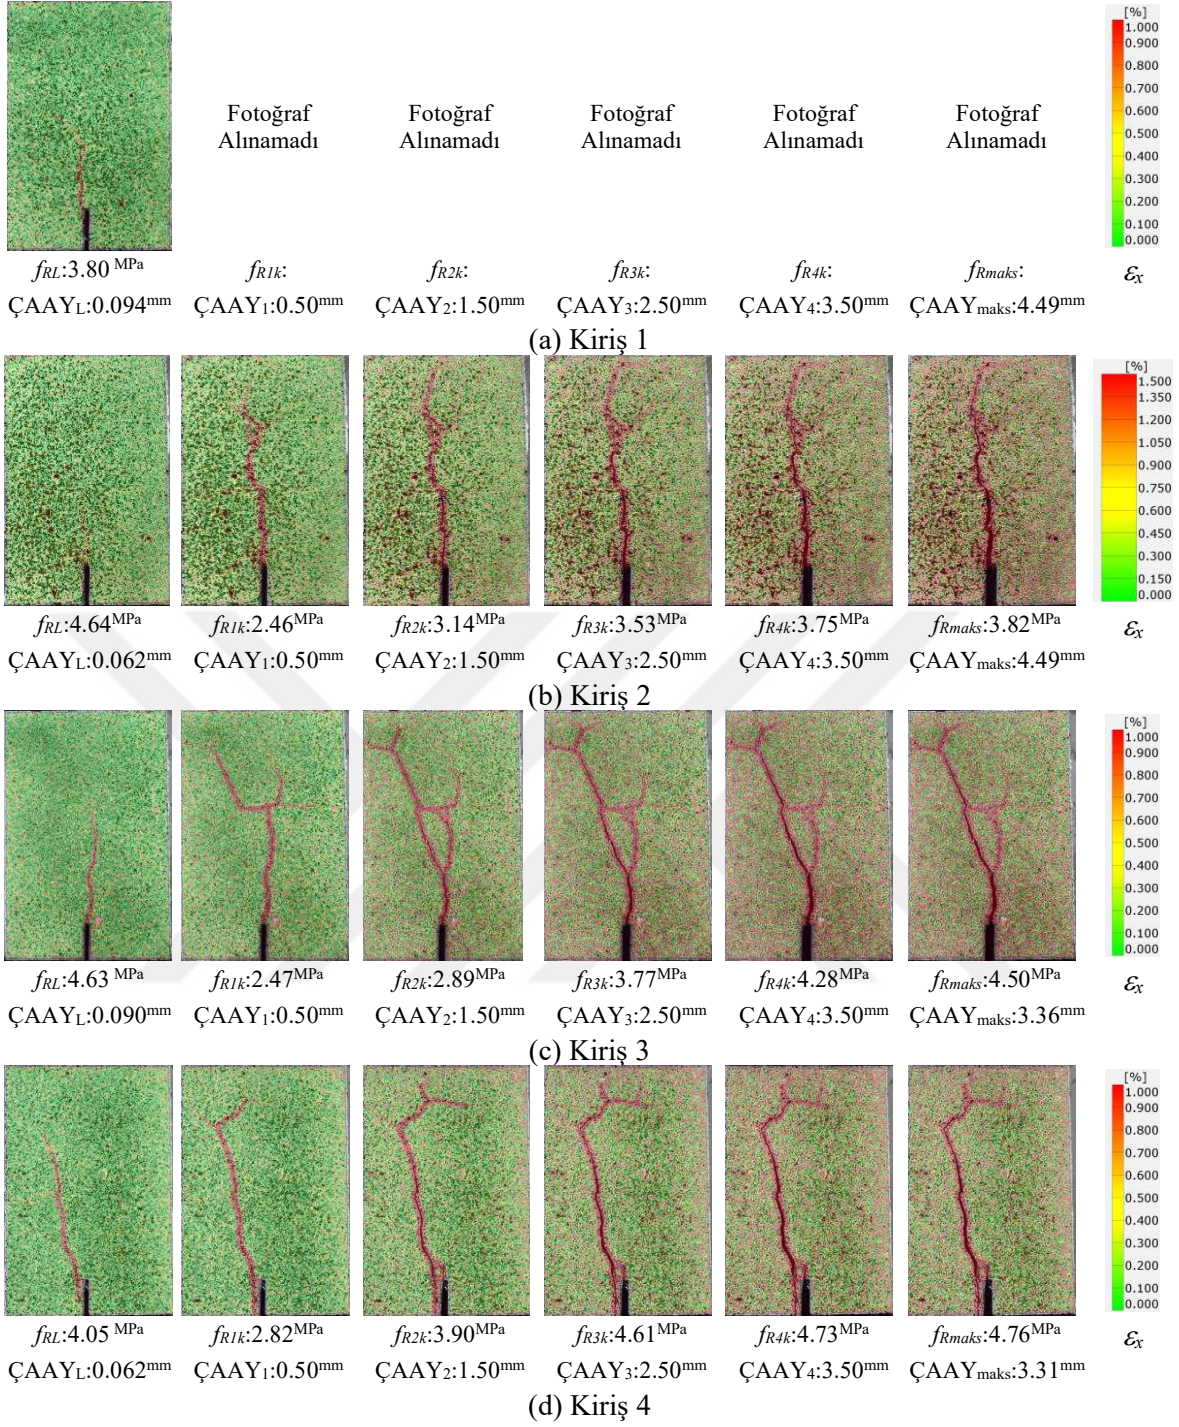 [%]
1.000
0.900
0.800
0.700
0.600
0.500
0.400
0.300
0.200
0.100
0.000
Fotoğraf Alınamadı
Fotoğraf Alınamadı
Fotoğraf Alınamadı
Fotoğraf Alınamadı
Fotoğraf Alınamadı
fRL:3.80 MPa fR1k: fR2k: fR3k: fR4k: fRmaks: εx
ÇAAYL:0.094mm ÇAAY1:0.50mm ÇAAY2:1.50mm ÇAAY3:2.50mm ÇAAY4:3.50mm ÇAAYmaks:4.49mm
(a) Kiriş 1
[%]
1.500
1.350
1.200
1.050
0.900
0.750
0.600
0.450
0.300
0.150
0.000
fRL:4.64MPa fR1k:2.46MPa fR2k:3.14MPa fR3k:3.53MPa fR4k:3.75MPa fRmaks:3.82MPa εx
ÇAAYL:0.062mm ÇAAY1:0.50mm ÇAAY2:1.50mm ÇAAY3:2.50mm ÇAAY4:3.50mm ÇAAYmaks:4.49mm
(b) Kiriş 2
[%]
1.000
0.900
0.800
0.700
0.600
0.500
0.400
0.300
0.200
0.100
0.000
fRL:4.63 MPa fR1k:2.47MPa fR2k:2.89MPa fR3k:3.77MPa fR4k:4.28MPa fRmaks:4.50MPa εx
ÇAAYL:0.090mm ÇAAY1:0.50mm ÇAAY2:1.50mm ÇAAY3:2.50mm ÇAAY4:3.50mm ÇAAYmaks:3.36mm
(c) Kiriş 3
[%]
1.000
0.900
0.800
0.700
0.600
0.500
0.400
0.300
0.200
0.100
0.000
fRL:4.05 MPa fR1k:2.82MPa fR2k:3.90MPa fR3k:4.61MPa fR4k:4.73MPa fRmaks:4.76MPa εx
ÇAAYL:0.062mm ÇAAY1:0.50mm ÇAAY2:1.50mm ÇAAY3:2.50mm ÇAAY4:3.50mm ÇAAYmaks:3.31mm
(d) Kiriş 4